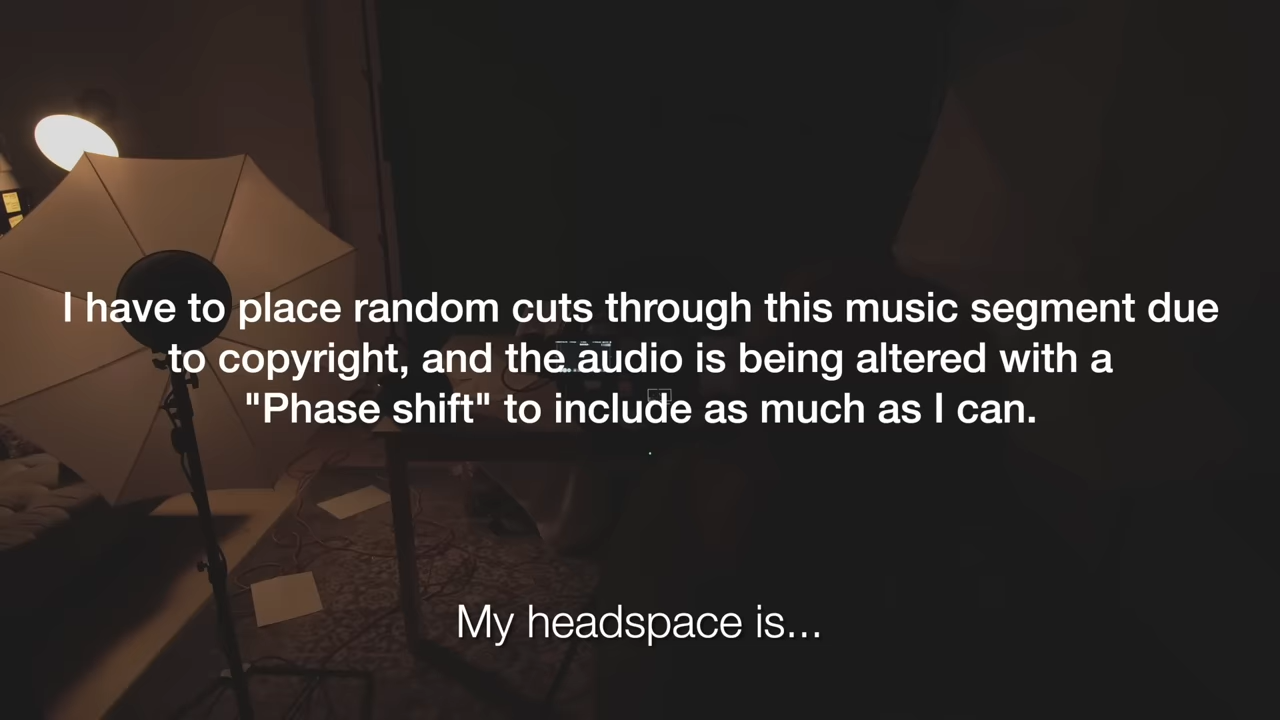 I have to place random cuts through this music segment due
to copyright, and the audio is being altered with a
"Phase shift" to include as much as I can.
My headspace is...